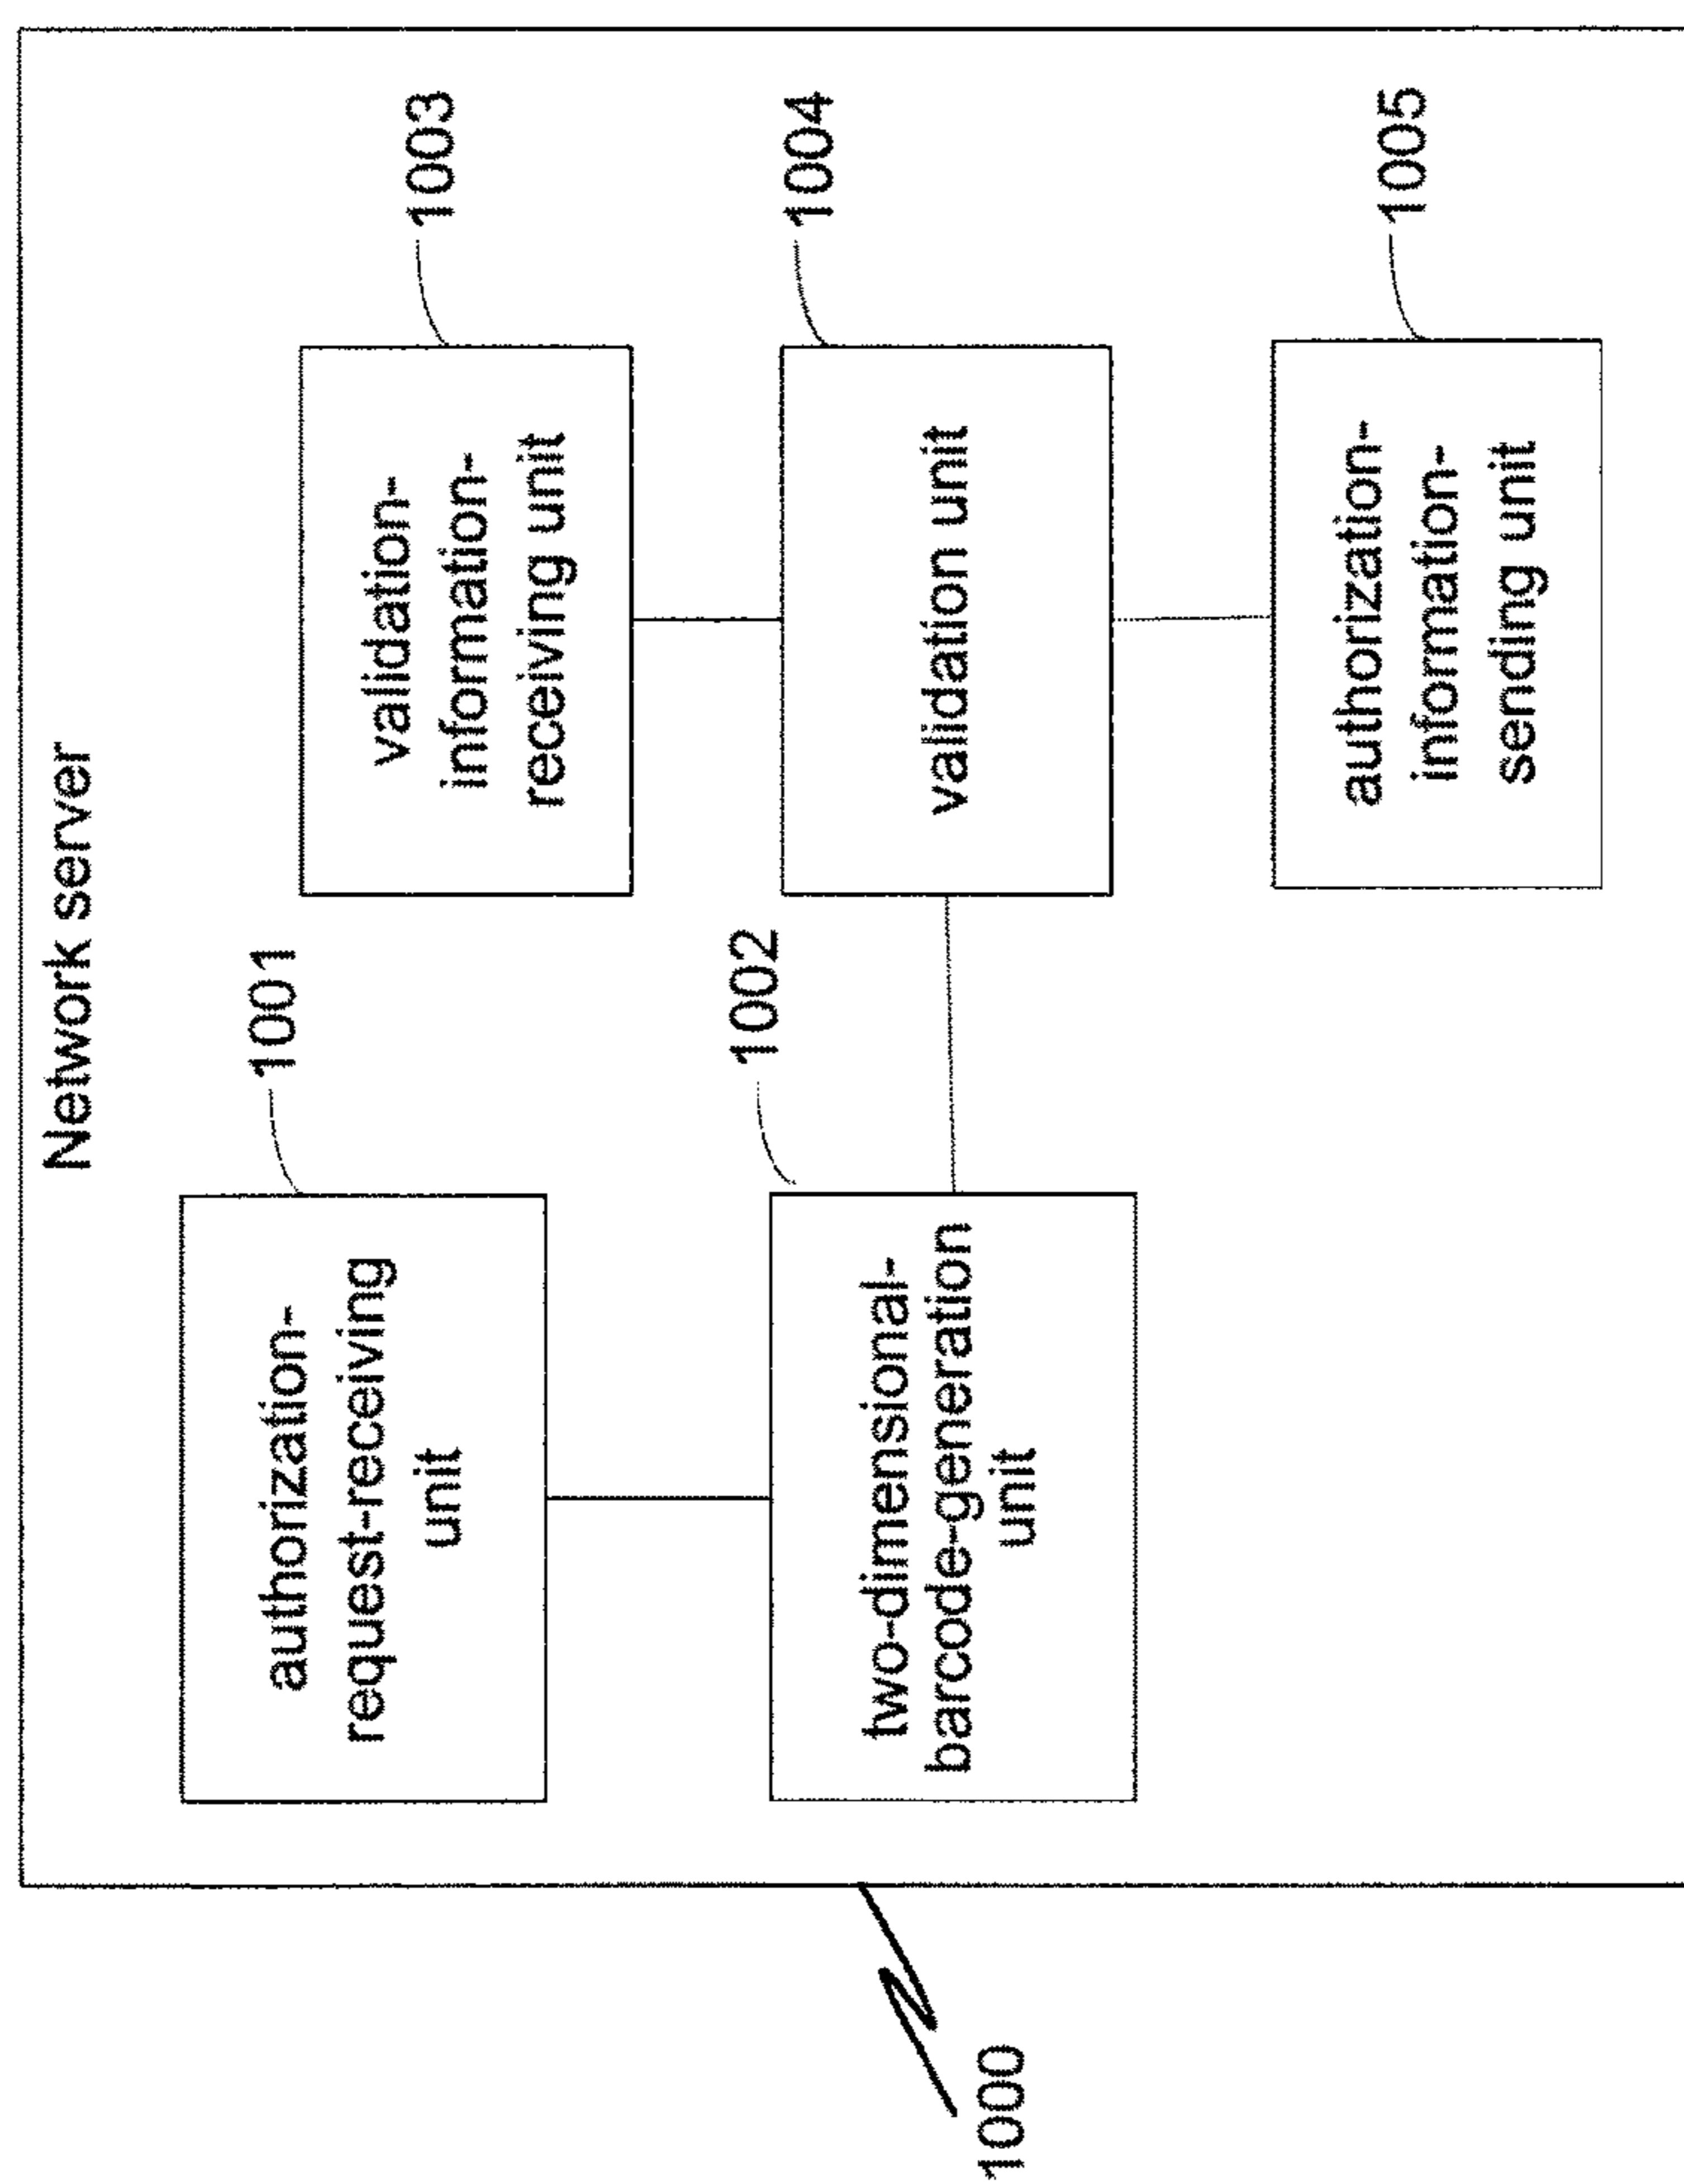 Network server
1001
authorization-
request-receiving
unit
1002
two-dimensional-
barcode-generation
unit
1003
validation-
information-
receiving unit
1004
validation unit
1005
authorization-
information-
sending unit
1000